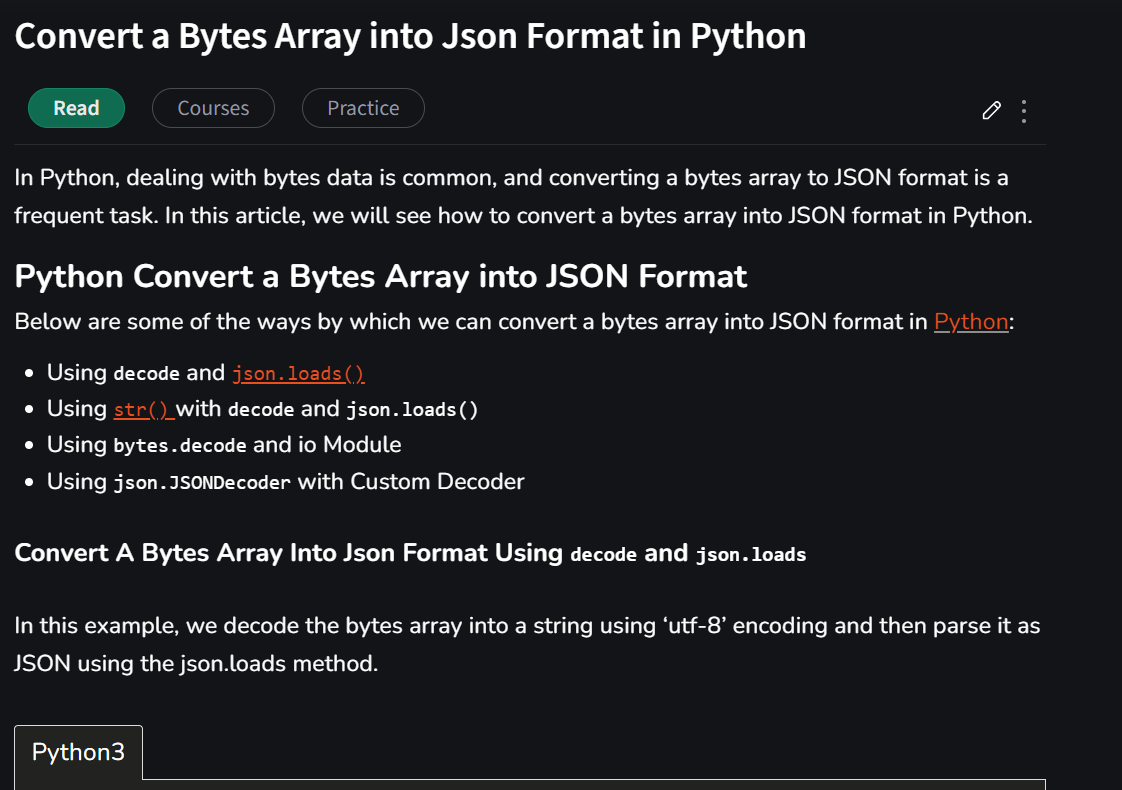 Convert a Bytes Array into Json Format in Python
Read
Courses
Practice
In Python, dealing with bytes data is common, and converting a bytes array to JSON format is a
frequent task. In this article, we will see how to convert a bytes array into JSON format in Python.
Python Convert a Bytes Array into JSON Format
Below are some of the ways by which we can convert a bytes array into JSON format in Python:
Using decode and json.loads()
Using str() with decode and json.loads()
Using bytes.decode and io Module
Using json.JSONDecoder with Custom Decoder
Convert A Bytes Array Into Json Format Using decode and json.loads
In this example, we decode the bytes array into a string using ‘utf-8’ encoding and then parse it as
JSON using the json.loads method.
Python3